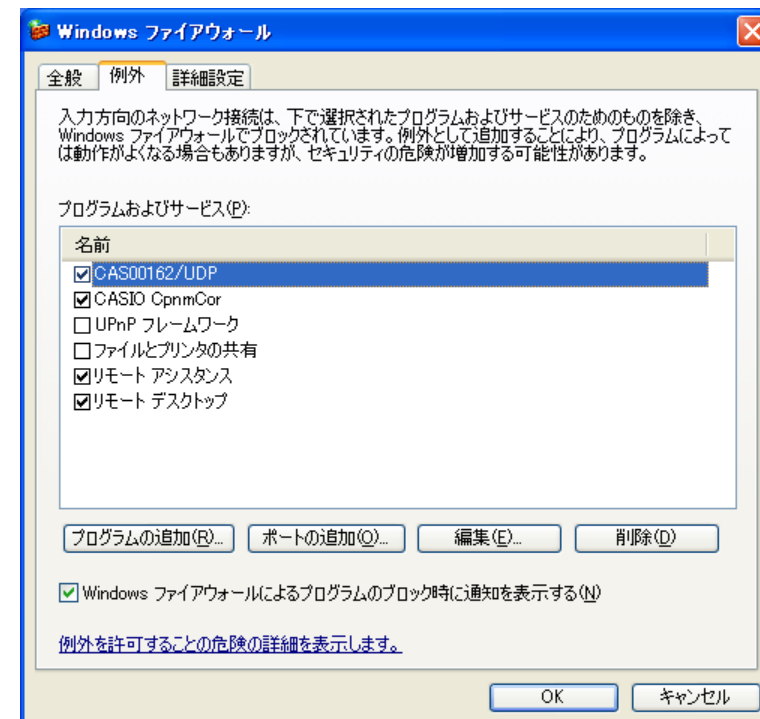 Windows ファイアウォール
全般 例外 詳細設定
入力方向のネットワーク接続は、下で選択されたプログラムおよびサービスのためのものを除き、
Windows ファイアウォールでブロックされています。例外として追加することにより、プログラムによって
は動作がよくなる場合もありますが、セキュリティの危険が増加する可能性があります。
プログラムおよびサービス(P):
名前
CAS00162/UDP
CASIO CpnmCor
UPnP フレームワーク
ファイルとプリンタの共有
リモート アシスタンス
リモート デスクトップ
プログラムの追加(R)... ポートの追加(O)... 編集(E)... 削除(D)
Windows ファイアウォールによるプログラムのブロック時に通知を表示する(N)
例外を許可することの危険の詳細を表示します。
OK キャンセル